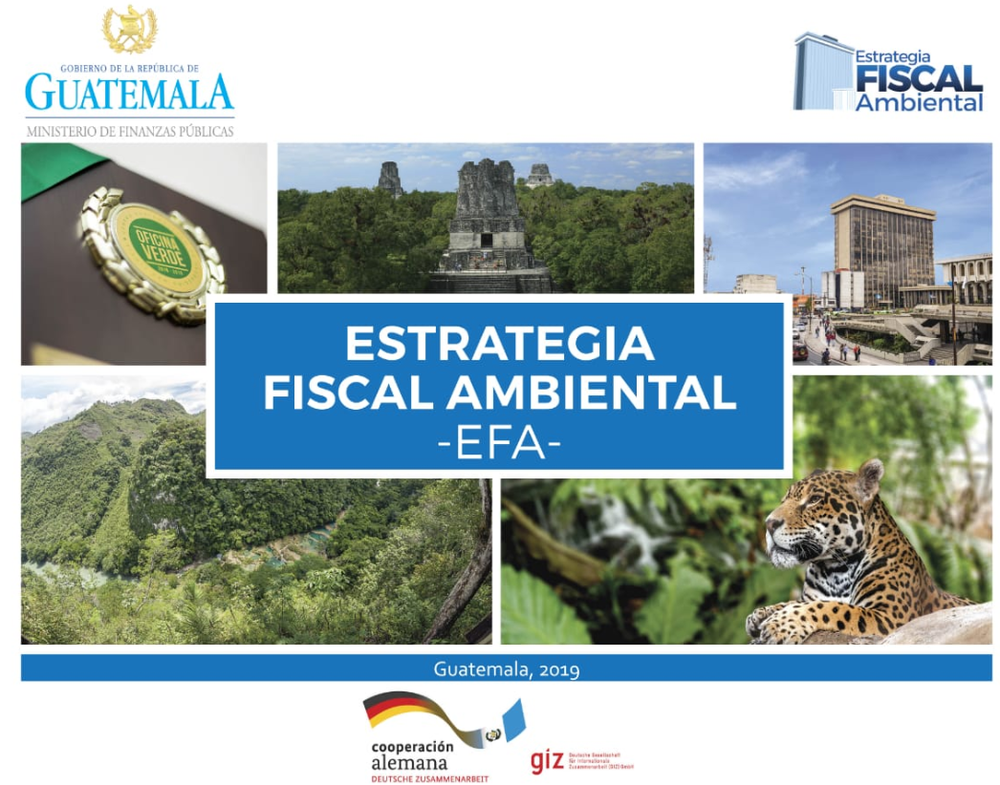 GOBIERNO DE LA REPÚBLICA DE
GUATEMALA
MINISTERIO DE FINANZAS PÚBLICAS
Estrategia
FISCAL
Ambiental
OFICINA
VERDE
ESTRATEGIA
FISCAL AMBIENTAL
-EFA-
Guatemala, 2019
cooperación
alemana
DEUTSCHE ZUSAMMENARBEIT
giz
Deutsche Gesellschaft
für Internationale
Zusammenarbeit (GIZ) GmbH